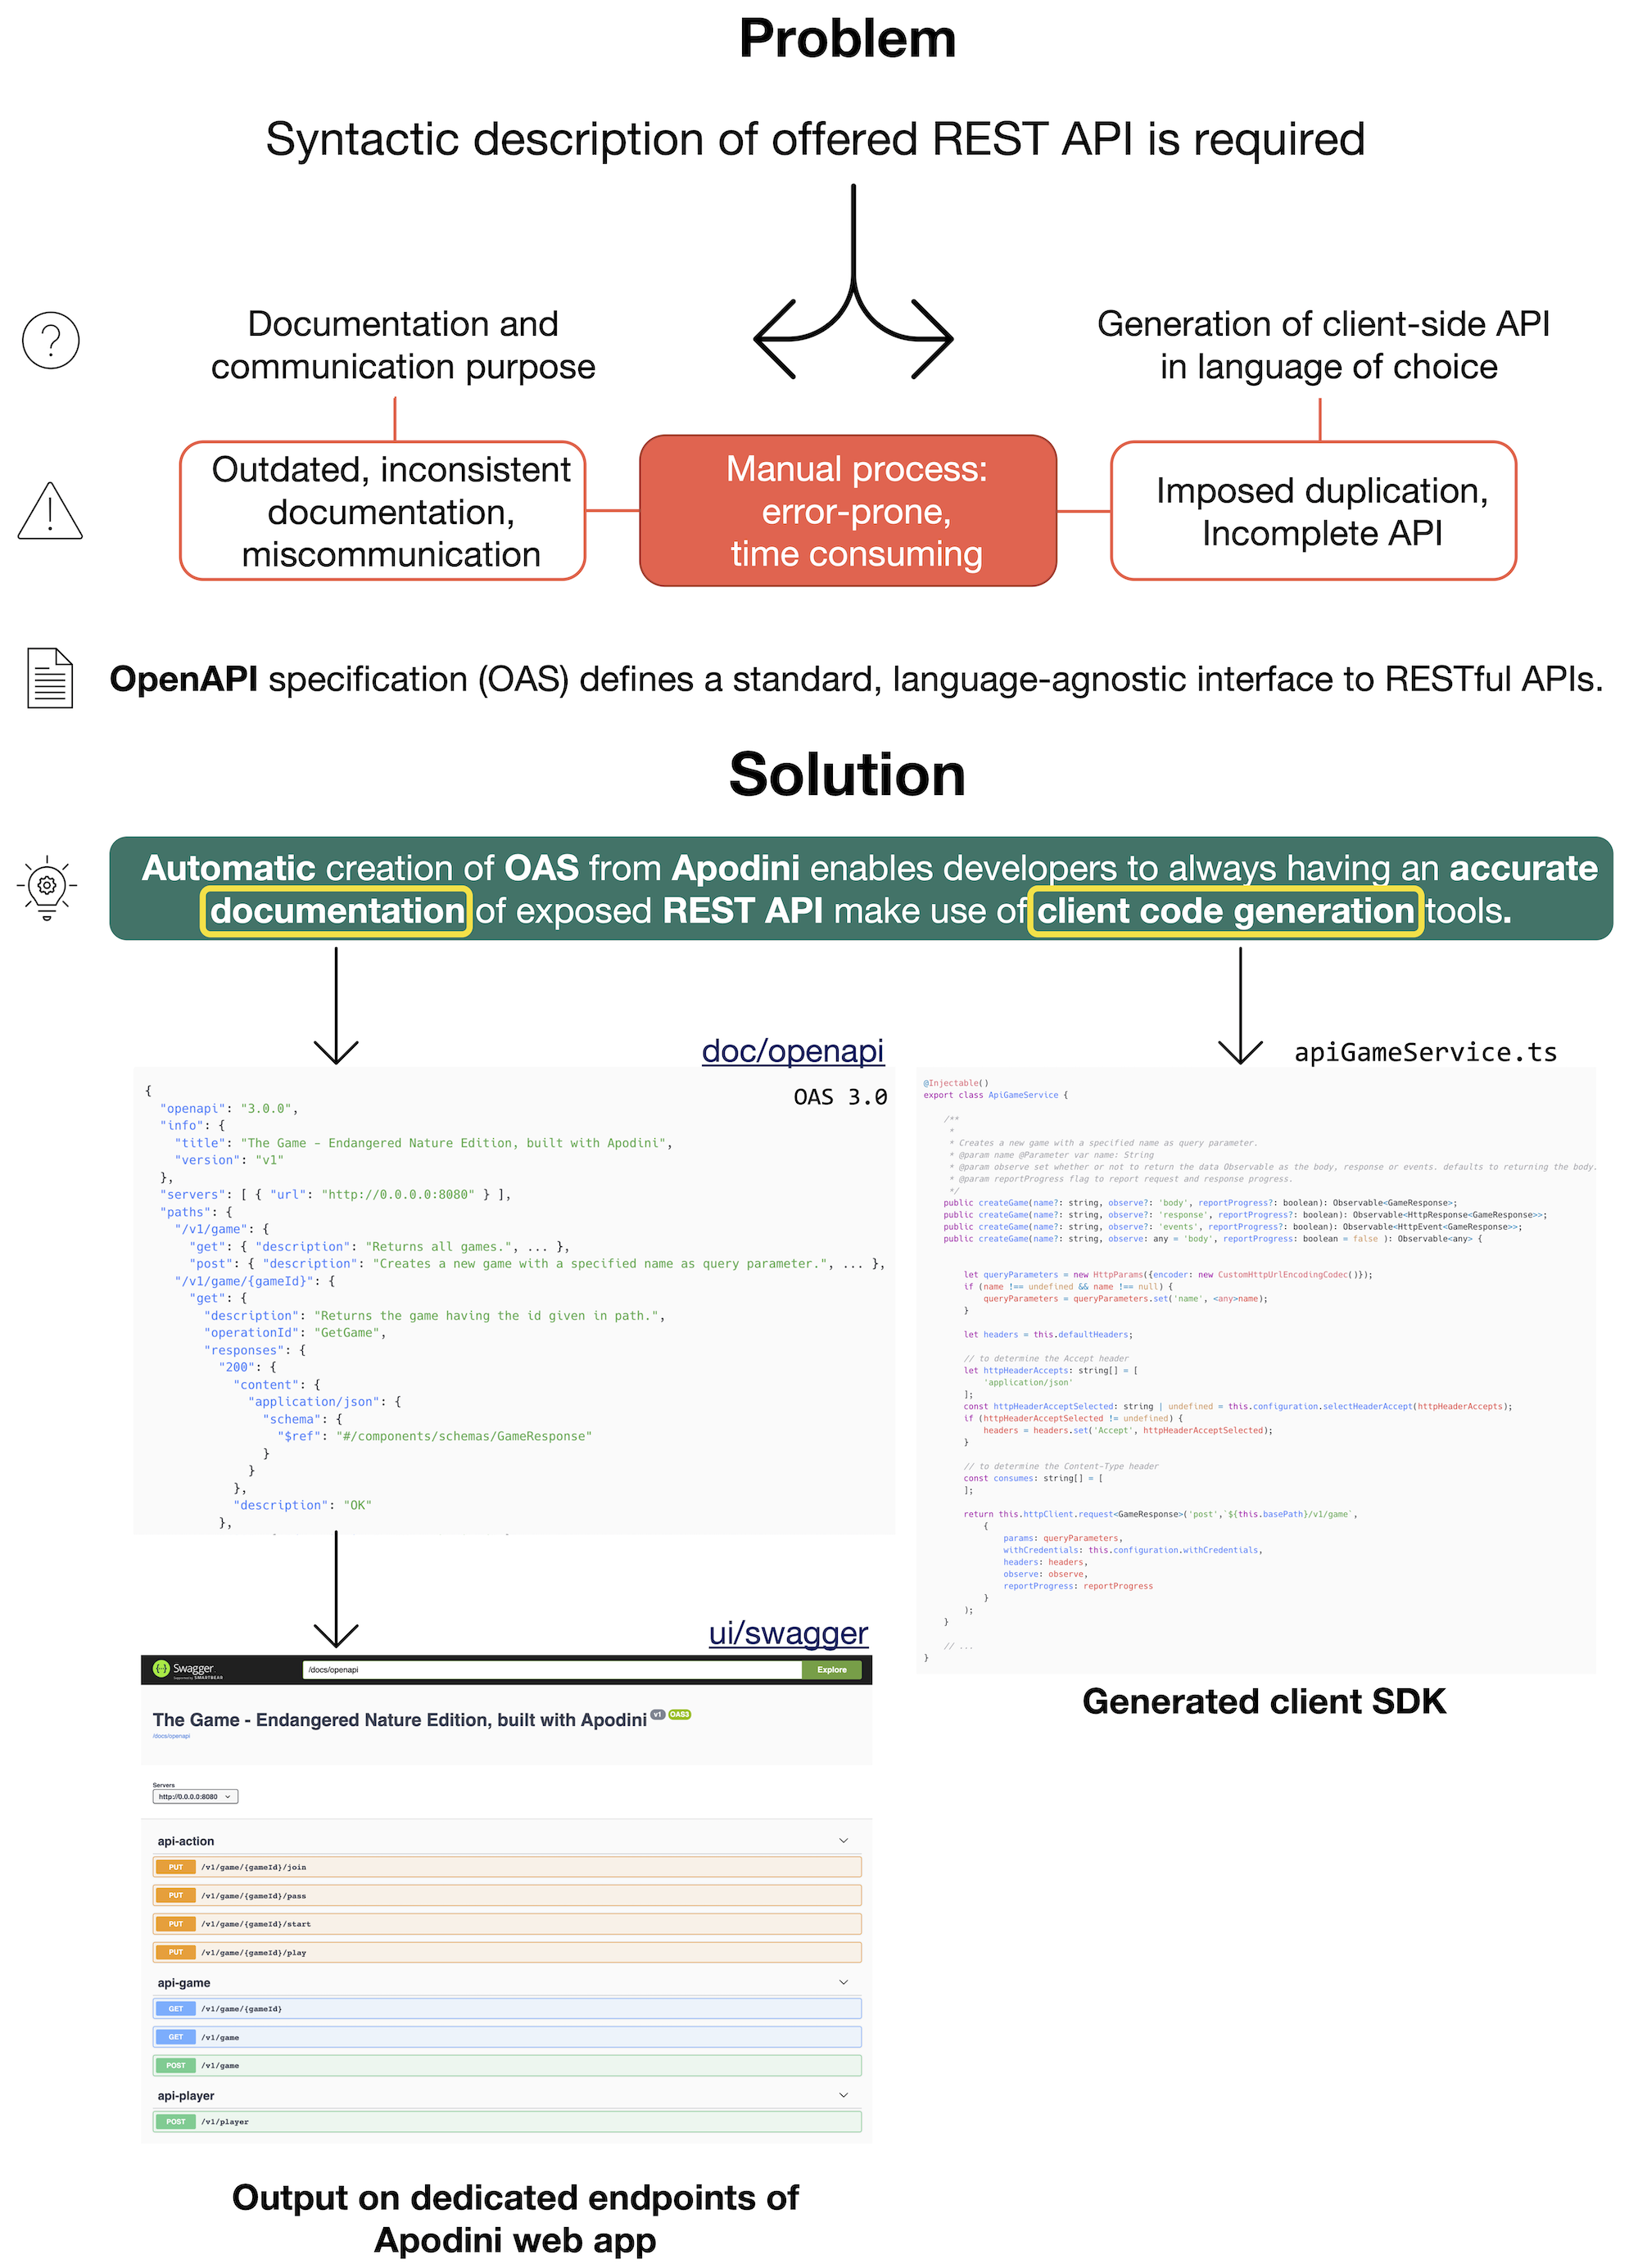 Problem
Syntactic description of offered REST API is required
Documentation and
communication purpose
Generation of client-side API
in language of choice
Outdated, inconsistent
documentation,
miscommunication
Manual process:
error-prone,
time consuming
Imposed duplication,
Incomplete API
OpenAPI specification (OAS) defines a standard, language-agnostic interface to RESTful APIs.
Solution
Automatic creation of OAS from Apodini enables developers to always having an accurate
documentation of exposed REST API make use of client code generation tools.
doc/openapi
OAS 3.0
{
"openapi": "3.0.0",
"info": {
"title": "The Game - Endangered Nature Edition, built with Apodini",
"version": "v1"
},
"servers": [ { "url": "http://0.0.0.0:8080" } ],
"paths": {
"/v1/game": {
"get": { "description": "Returns all games.", ... },
"post": { "description": "Creates a new game with a specified name as query parameter.", ... },
"/v1/game/{gameId}": {
"get": {
"description": "Returns the game having the id given in path.",
"operationId": "GetGame",
"responses": {
"200": {
"content": {
"application/json": {
"schema": {
"$ref": "#/components/schemas/GameResponse"
}
}
},
"description": "OK"
},
ui/swagger
Swagger
Supported by SMARTBEAR
/docs/openapi
Explore
The Game - Endangered Nature Edition, built with Apodini v1 OAS3
/docs/openapi
Servers
http://0.0.0.0:8080
api-action
PUT /v1/game/{gameId}/join
PUT /v1/game/{gameId}/pass
PUT /v1/game/{gameId}/start
PUT /v1/game/{gameId}/play
api-game
GET /v1/game/{gameId}
GET /v1/game
POST /v1/game
api-player
POST /v1/player
Output on dedicated endpoints of
Apodini web app
apiGameService.ts
@Injectable()
export class ApiGameService {
/**
*
* Creates a new game with a specified name as query parameter.
* @param name @Parameter var name: String
* @param observe set whether or not to return the data Observable as the body, response or events. defaults to returning the body.
* @param reportProgress flag to report request and response progress.
*/
public createGame(name?: string, observe?: 'body', reportProgress?: boolean): Observable<GameResponse>;
public createGame(name?: string, observe?: 'response', reportProgress?: boolean): Observable<HttpResponse<GameResponse>>;
public createGame(name?: string, observe?: 'events', reportProgress?: boolean): Observable<HttpEvent<GameResponse>>;
public createGame(name?: string, observe: any = 'body', reportProgress: boolean = false ): Observable<any> {
let queryParameters = new HttpParams({encoder: new CustomHttpUrlEncodingCodec()});
if (name !== undefined && name !== null) {
queryParameters = queryParameters.set('name', <any>name);
}
let headers = this.defaultHeaders;
// to determine the Accept header
let httpHeaderAccepts: string[] = [
'application/json'
];
const httpHeaderAcceptSelected: string | undefined = this.configuration.selectHeaderAccept(httpHeaderAccepts);
if (httpHeaderAcceptSelected != undefined) {
headers = headers.set('Accept', httpHeaderAcceptSelected);
}
// to determine the Content-Type header
const consumes: string[] = [
];
return this.httpClient.request<GameResponse>('post',`${this.basePath}/v1/game`,
{
params: queryParameters,
withCredentials: this.configuration.withCredentials,
headers: headers,
observe: observe,
reportProgress: reportProgress
}
);
}
// ...
}
Generated client SDK